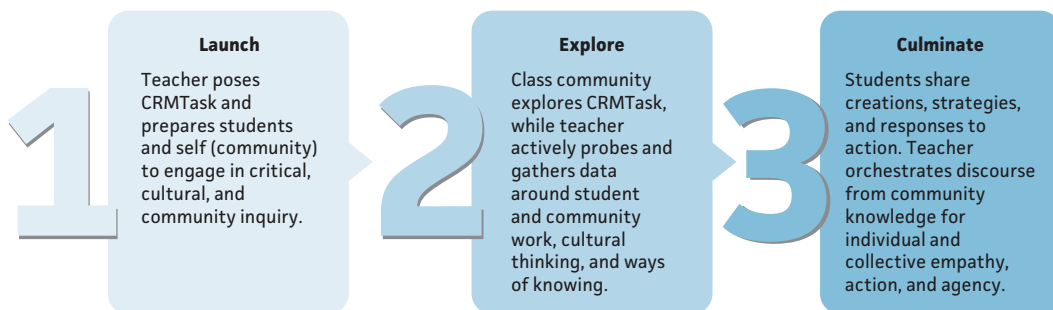 1
Launch
Teacher poses
CRMTask and
prepares students
and self (community)
to engage in critical,
cultural, and
community inquiry.
2
Explore
Class community
explores CRMTask,
while teacher
actively probes and
gathers data
around student
and community
work, cultural
thinking, and ways
of knowing.
3
Culminate
Students share
creations, strategies,
and responses to
action. Teacher
orchestrates discourse
from community
knowledge for
individual and
collective empathy,
action, and agency.